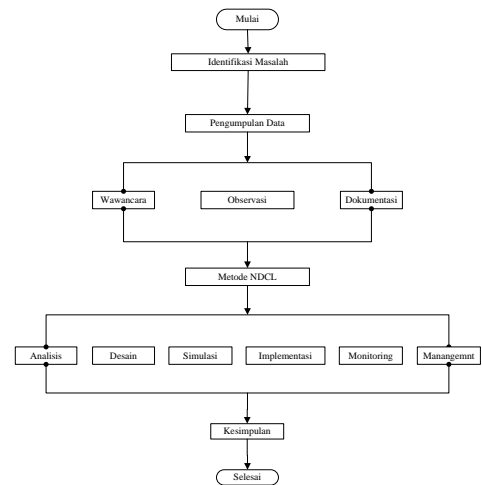 Mulai
Identifikasi Masalah
Pengumpulan Data
Wawancara
Observasi
Dokumentasi
Metode NDCL
Analisis
Desain
Simulasi
Implementasi
Monitoring
Manangemnt
Kesimpulan
Selesai